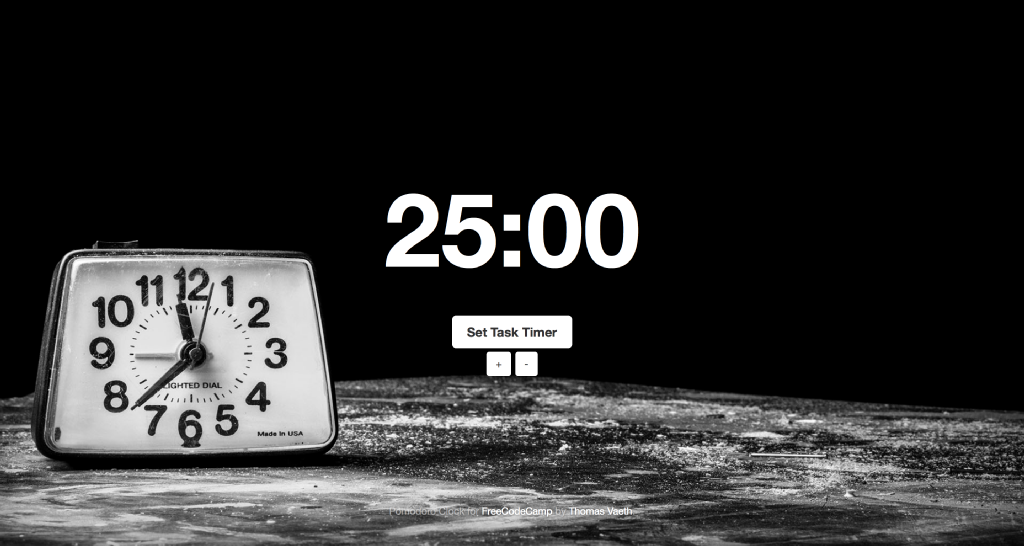 25:00
Set Task Timer
+ -
12
11 1
10 2
9 3
8 4
7 5
6
LIGHTED DIAL
Made In USA
Pomodoro Clock for FreeCodeCamp by Thomas Vaeth